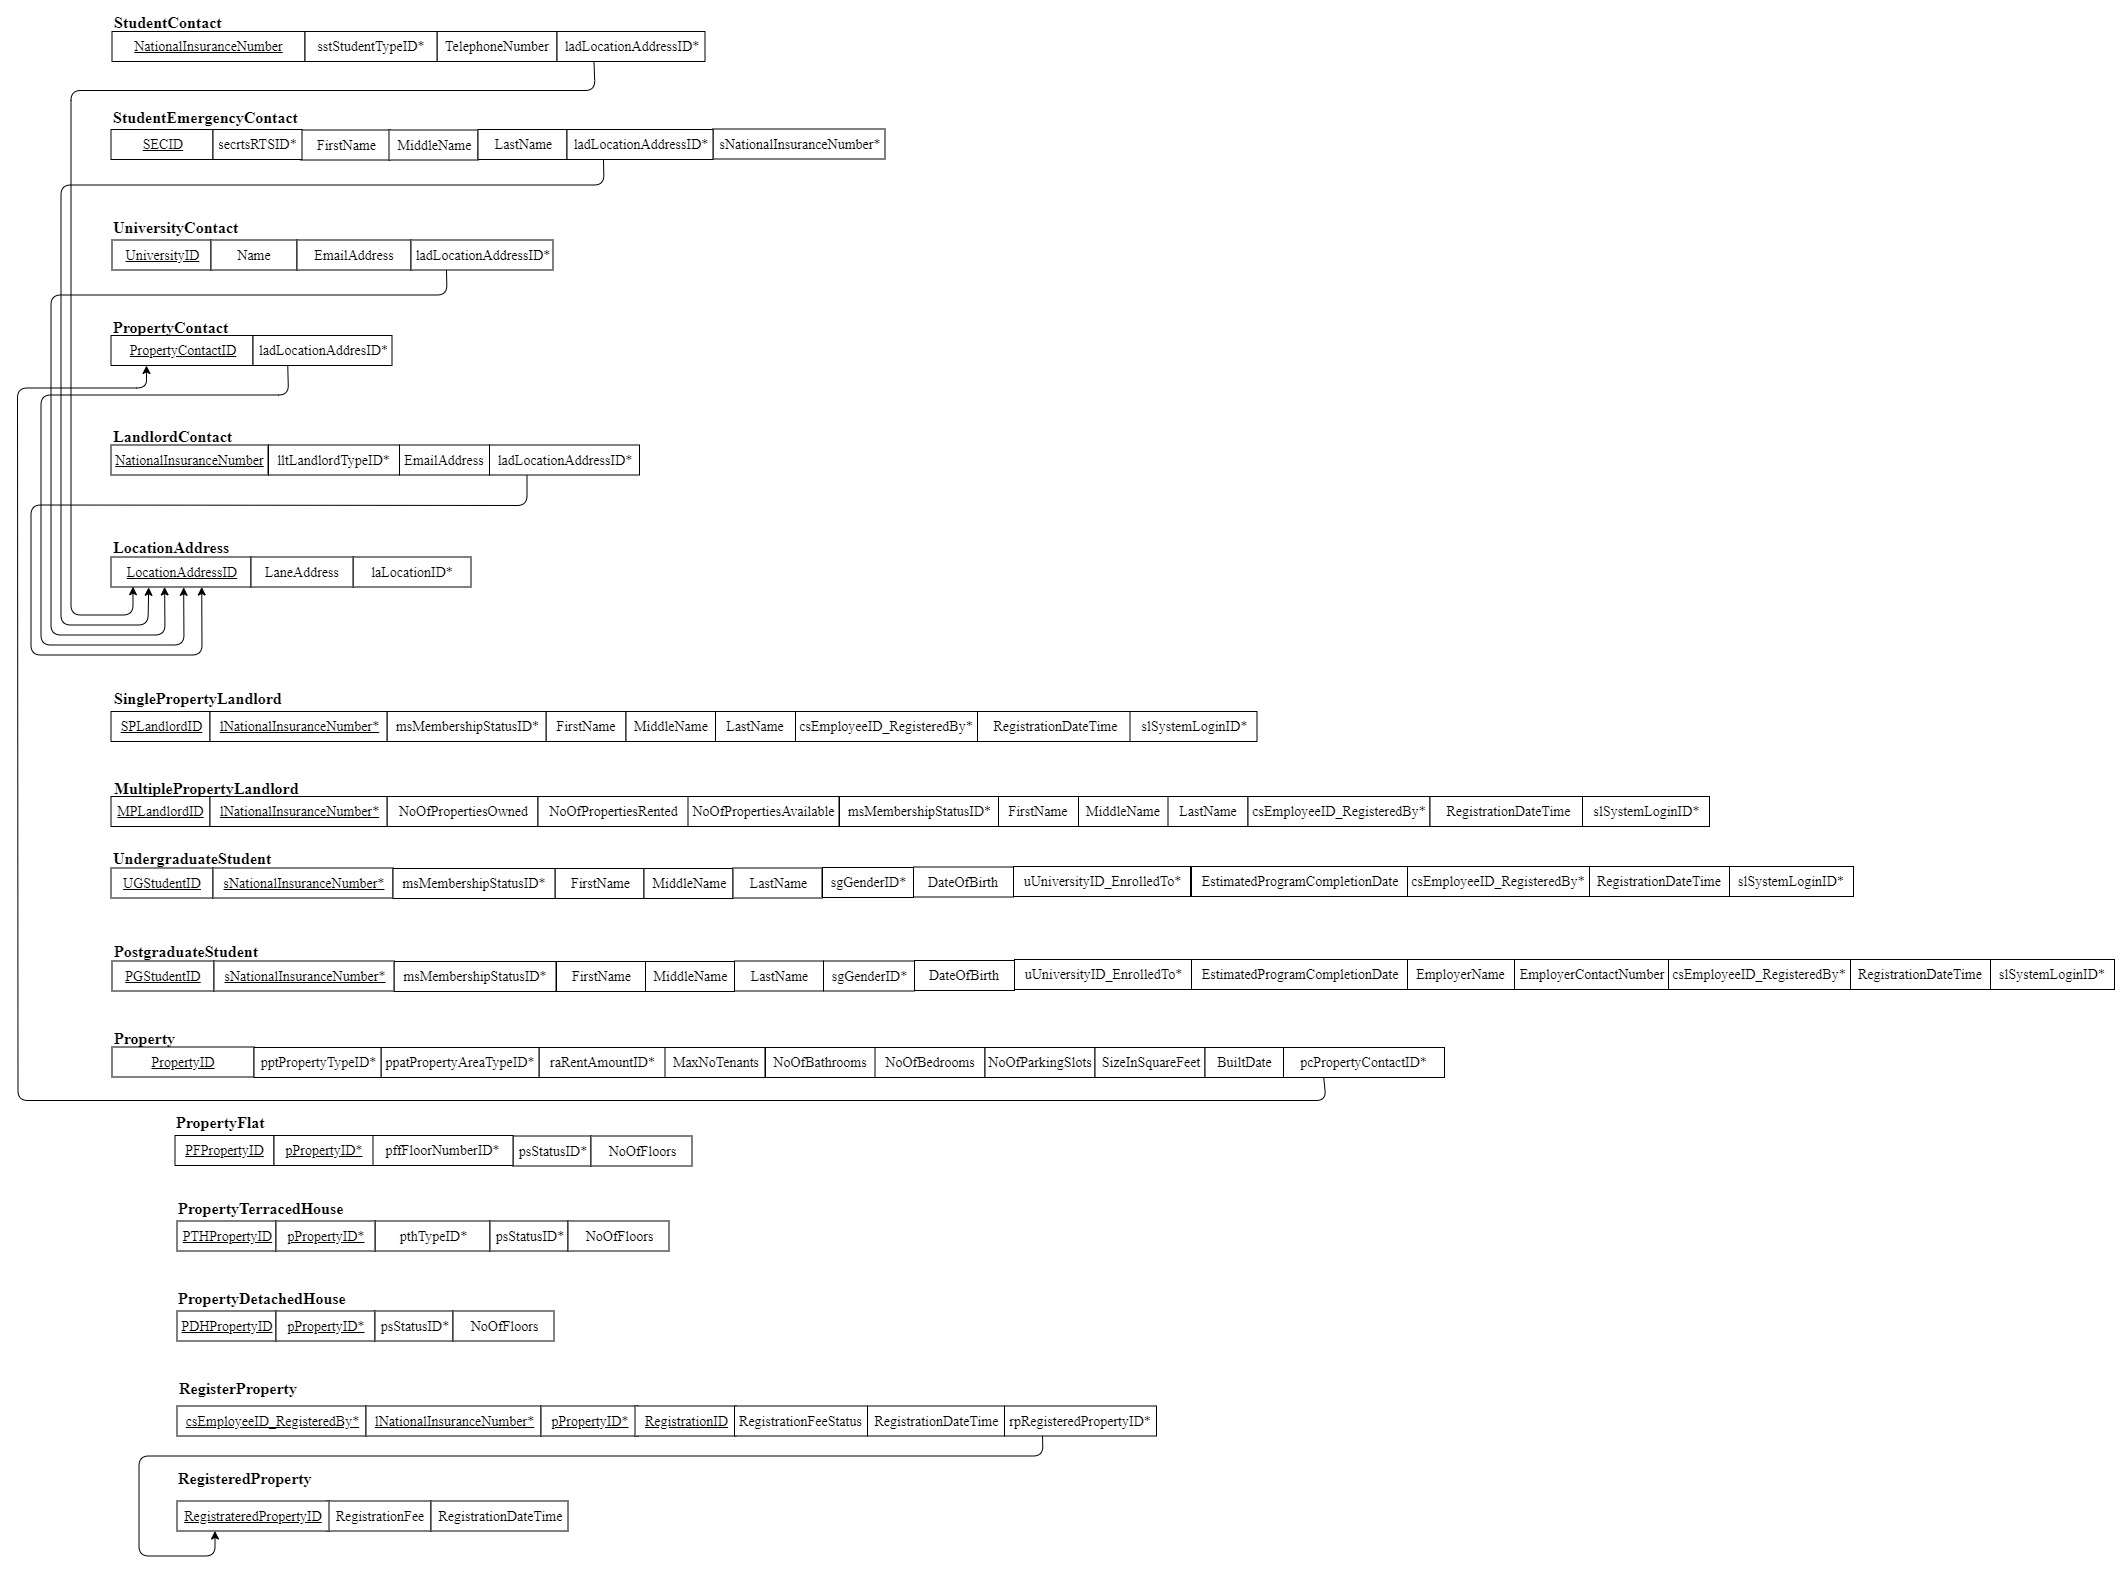 StudentContact
NationalInsuranceNumber sstStudentTypeID* TelephoneNumber ladLocationAddressID*
StudentEmergencyContact
SECID secrtsRTSID* FirstName MiddleName LastName ladLocationAddressID* sNationalInsuranceNumber*
UniversityContact
UniversityID Name EmailAddress ladLocationAddressID*
PropertyContact
PropertyContactID ladLocationAddresID*
LandlordContact
NationalInsuranceNumber lltLandlordTypeID* EmailAddress ladLocationAddressID*
LocationAddress
LocationAddressID LaneAddress laLocationID*
SinglePropertyLandlord
SPLandlordID lNationalInsuranceNumber* msMembershipStatusID* FirstName MiddleName LastName csEmployeeID_RegisteredBy* RegistrationDateTime slSystemLoginID*
MultiplePropertyLandlord
MPLandlordID lNationalInsuranceNumber* NoOfPropertiesOwned NoOfPropertiesRented NoOfPropertiesAvailable msMembershipStatusID* FirstName MiddleName LastName csEmployeeID_RegisteredBy* RegistrationDateTime slSystemLoginID*
UndergraduateStudent
UGStudentID sNationalInsuranceNumber* msMembershipStatusID* FirstName MiddleName LastName sgGenderID* DateOfBirth uUniversityID_EnrolledTo* EstimatedProgramCompletionDate csEmployeeID_RegisteredBy* RegistrationDateTime slSystemLoginID*
PostgraduateStudent
PGStudentID sNationalInsuranceNumber* msMembershipStatusID* FirstName MiddleName LastName sgGenderID* DateOfBirth uUniversityID_EnrolledTo* EstimatedProgramCompletionDate EmployerName EmployerContactNumber csEmployeeID_RegisteredBy* RegistrationDateTime slSystemLoginID*
Property
PropertyID pptPropertyTypeID* ppatPropertyAreaTypeID* raRentAmountID* MaxNoTenants NoOfBathrooms NoOfBedrooms NoOfParkingSlots SizeInSquareFeet BuiltDate pcPropertyContactID*
PropertyFlat
PFPropertyID pPropertyID* pffFloorNumberID* psStatusID* NoOfFloors
PropertyTerracedHouse
PTHPropertyID pPropertyID* pthTypeID* psStatusID* NoOfFloors
PropertyDetachedHouse
PDHPropertyID pPropertyID* psStatusID* NoOfFloors
RegisterProperty
csEmployeeID_RegisteredBy* lNationalInsuranceNumber* pPropertyID* RegistrationID RegistrationFeeStatus RegistrationDateTime rpRegisteredPropertyID*
RegisteredProperty
RegistrateredPropertyID RegistrationFee RegistrationDateTime